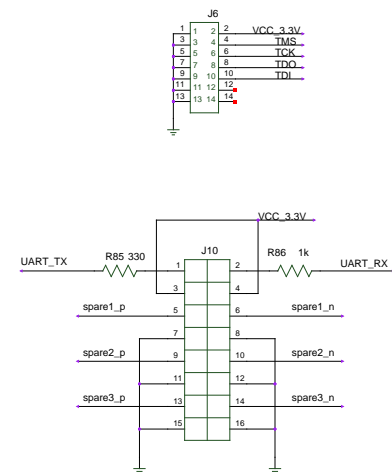 J6
1 1 2 2 VCC_3.3V
3 3 4 4 TMS
5 5 6 6 TCK
7 7 8 8 TDO
9 9 10 10 TDI
11 11 12 12
13 13 14 14
VCC_3.3V
UART_TX R85 330 1 J10 2 R86 1k UART_RX
3 4
spare1_p 5 6 spare1_n
7 8
spare2_p 9 10 spare2_n
11 12
spare3_p 13 14 spare3_n
15 16